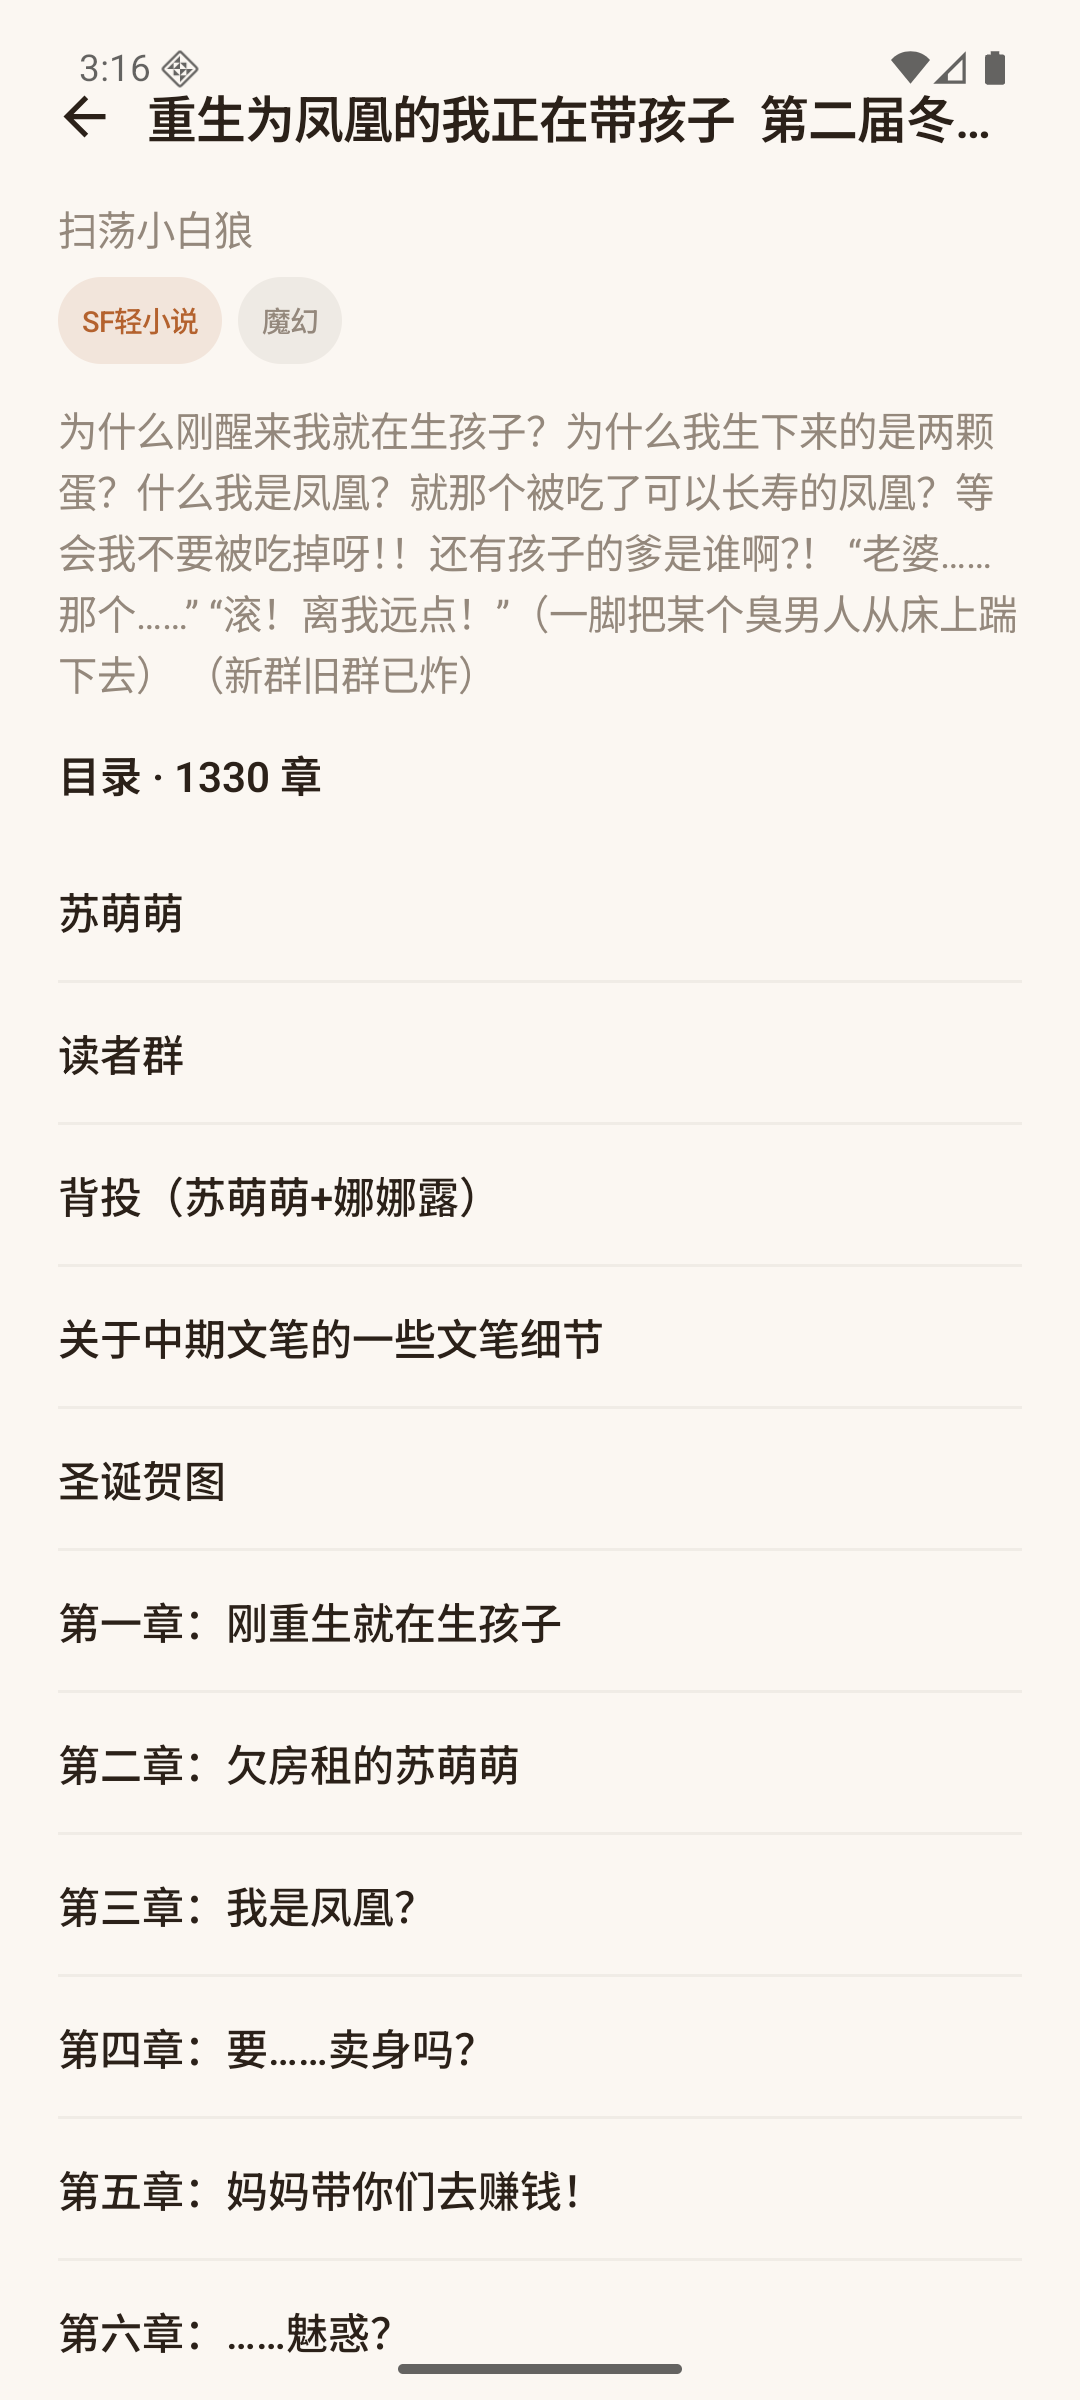 3:16
重生为凤凰的我正在带孩子 第二届冬...
扫荡小白狼
SF轻小说
魔幻
为什么刚醒来我就在生孩子？为什么我生下来的是两颗
蛋？什么我是凤凰？就那个被吃了可以长寿的凤凰？等
会我不要被吃掉呀！！还有孩子的爹是谁啊?！ “老婆……
那个……” “滚！离我远点！”（一脚把某个臭男人从床上踹
下去） （新群旧群已炸）
目录 · 1330 章
苏萌萌
读者群
背投（苏萌萌+娜娜露）
关于中期文笔的一些文笔细节
圣诞贺图
第一章：刚重生就在生孩子
第二章：欠房租的苏萌萌
第三章：我是凤凰？
第四章：要……卖身吗？
第五章：妈妈带你们去赚钱！
第六章：……魅惑？